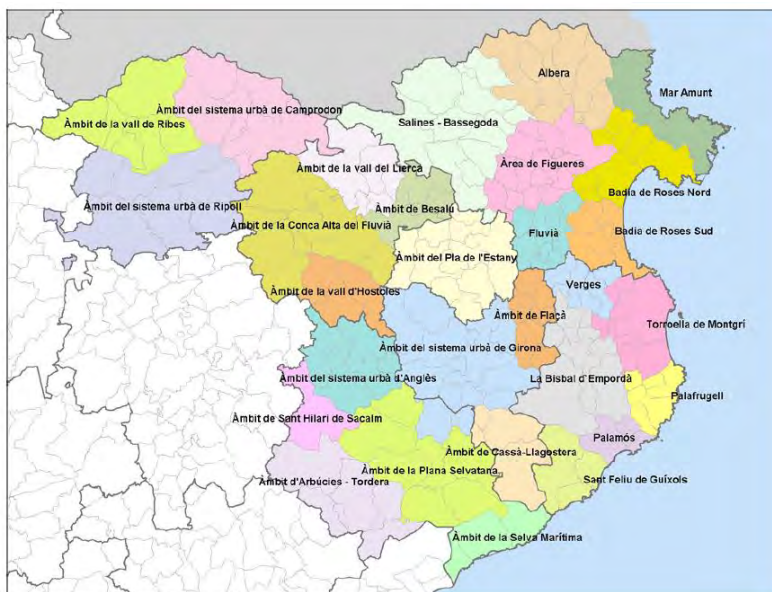 Albera
Mar Amunt
Àmbit del sistema urbà de Camprodon
Àmbit de la vall de Ribes
Salines - Bassegoda
Àrea de Figueres
Àmbit de la vall del Llierca
Badia de Roses Nord
Àmbit del sistema urbà de Ripoll
Àmbit de Besalú
Àmbit de la Conca Alta del Fluvià
Fluvià
Badia de Roses Sud
Àmbit del Pla de l'Estany
Verges
Àmbit de la vall d'Hostoles
Àmbit de Flaçà
Torroella de Montgrí
Àmbit del sistema urbà de Girona
Àmbit del sistema urbà d'Anglès
La Bisbal d'Empordà
Palafrugell
Àmbit de Sant Hilari de Sacalm
Palamós
Àmbit de Cassà-Llagostera
Àmbit de la Plana Selvatana
Sant Feliu de Guíxols
Àmbit d'Arbúcies - Tordera
Àmbit de la Selva Marítima